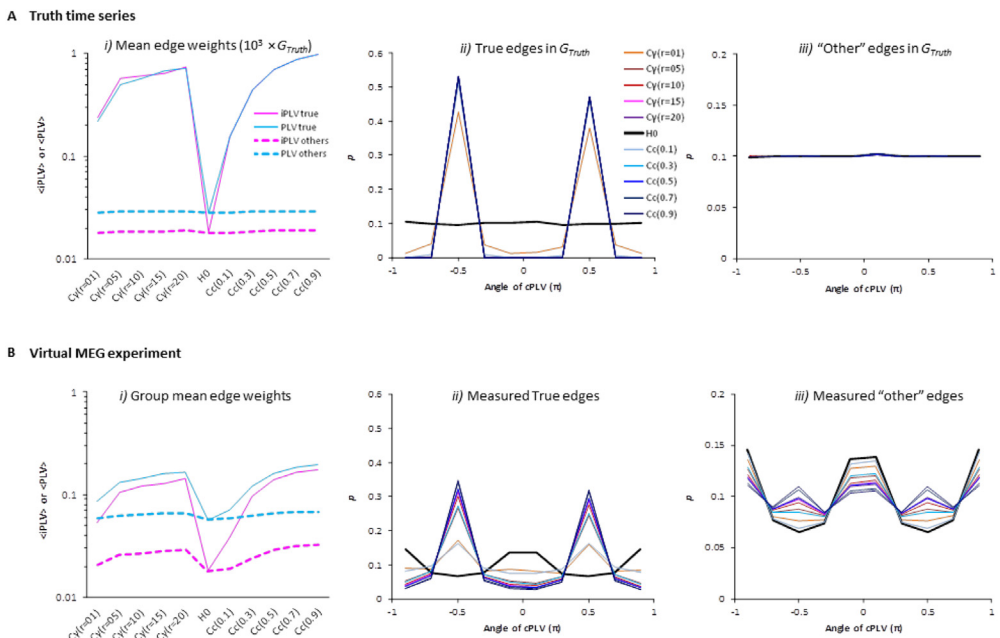 A Truth time series
i) Mean edge weights (10³ × G_Truth)
1
0.1
0.01
<iPLV> or <PLV>
iPLV true
PLV true
iPLV others
PLV others
Cγ(r=01)
Cγ(r=05)
Cγ(r=10)
Cγ(r=15)
Cγ(r=20)
H0
Cc(0.1)
Cc(0.3)
Cc(0.5)
Cc(0.7)
Cc(0.9)
ii) True edges in G_Truth
0.6
0.5
0.4
0.3
0.2
0.1
0
p
-1
-0.5
0
0.5
1
Angle of cPLV (π)
Cγ(r=01)
Cγ(r=05)
Cγ(r=10)
Cγ(r=15)
Cγ(r=20)
H0
Cc(0.1)
Cc(0.3)
Cc(0.5)
Cc(0.7)
Cc(0.9)
iii) “Other” edges in G_Truth
0.2
0.15
0.1
0.05
0
p
-1
-0.5
0
0.5
1
Angle of cPLV (π)
B Virtual MEG experiment
i) Group mean edge weights
1
0.1
0.01
<iPLV> or <PLV>
Cγ(r=01)
Cγ(r=05)
Cγ(r=10)
Cγ(r=15)
Cγ(r=20)
H0
Cc(0.1)
Cc(0.3)
Cc(0.5)
Cc(0.7)
Cc(0.9)
ii) Measured True edges
0.6
0.5
0.4
0.3
0.2
0.1
0
p
-1
-0.5
0
0.5
1
Angle of cPLV (π)
iii) Measured “other” edges
0.2
0.15
0.1
0.05
0
p
-1
-0.5
0
0.5
1
Angle of cPLV (π)